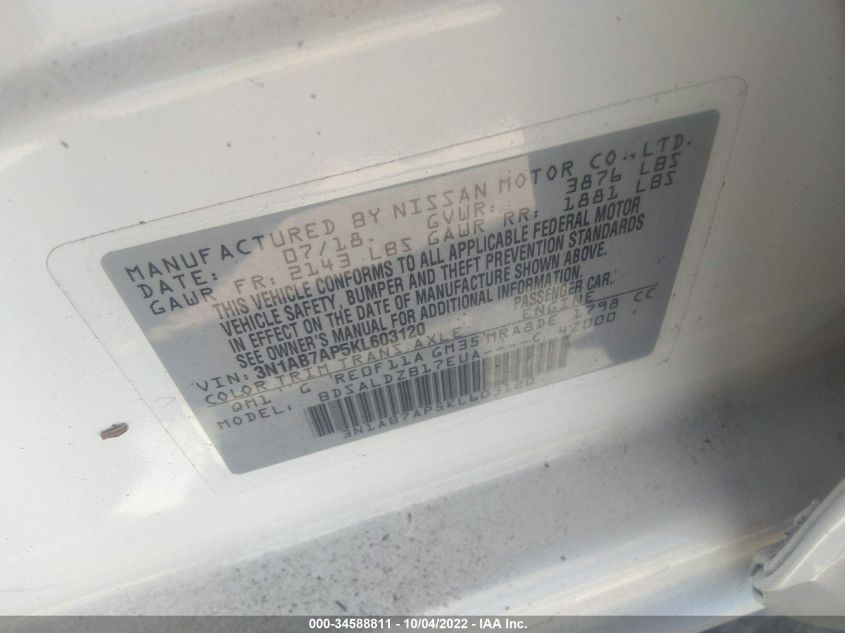 MANUFACTURED BY NISSAN MOTOR CO., LTD.
DATE: 07/18. GVWR: 3876 LBS
GAWR FR: 2143 LBS GAWR RR: 1881 LBS
THIS VEHICLE CONFORMS TO ALL APPLICABLE FEDERAL MOTOR
VEHICLE SAFETY, BUMPER AND THEFT PREVENTION STANDARDS
IN EFFECT ON THE DATE OF MANUFACTURE SHOWN ABOVE.
SEE OWNER'S MANUAL FOR ADDITIONAL INFORMATION.
VIN: 3N1AB7AP5KL603120 PASSENGER CAR.
COLOR TRIM TRANS AXLE ENGINE
QM1 G RE0F11A GM35 MRA8DE 1798 CC
MODEL: BDSALDZB17EUA----C 4Z000
3N1AB7AP5KL603120
000-34588811 - 10/04/2022 - IAA Inc.